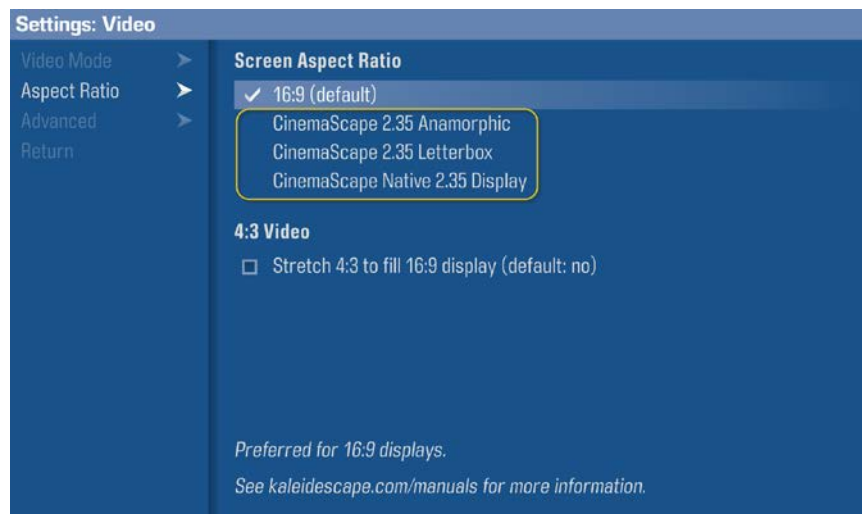 Settings: Video
Video Mode
Aspect Ratio
Advanced
Return
Screen Aspect Ratio
16:9 (default)
CinemaScape 2.35 Anamorphic
CinemaScape 2.35 Letterbox
CinemaScape Native 2.35 Display
4:3 Video
Stretch 4:3 to fill 16:9 display (default: no)
Preferred for 16:9 displays.
See kaleidescape.com/manuals for more information.